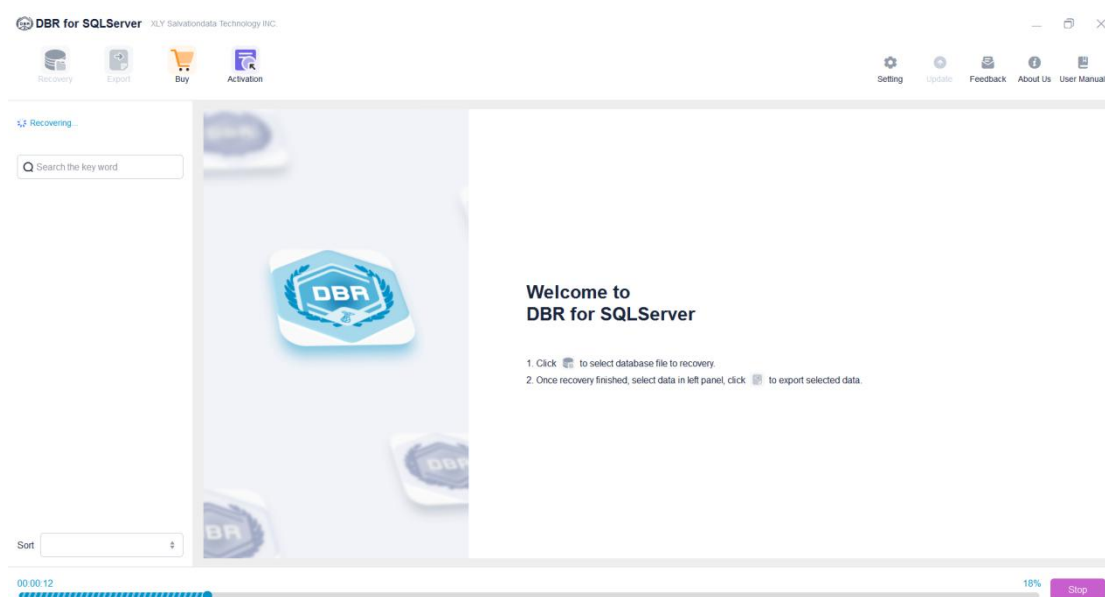 DBR for SQLServer XLY Salvationdata Technology INC.
Recovery Export Buy Activation
Setting Update Feedback About Us User Manual
Recovering...
Search the key word
DBR
Welcome to
DBR for SQLServer
1. Click to select database file to recovery.
2. Once recovery finished, select data in left panel, click to export selected data.
DBR
BR
Sort
00:00:12
18%
Stop